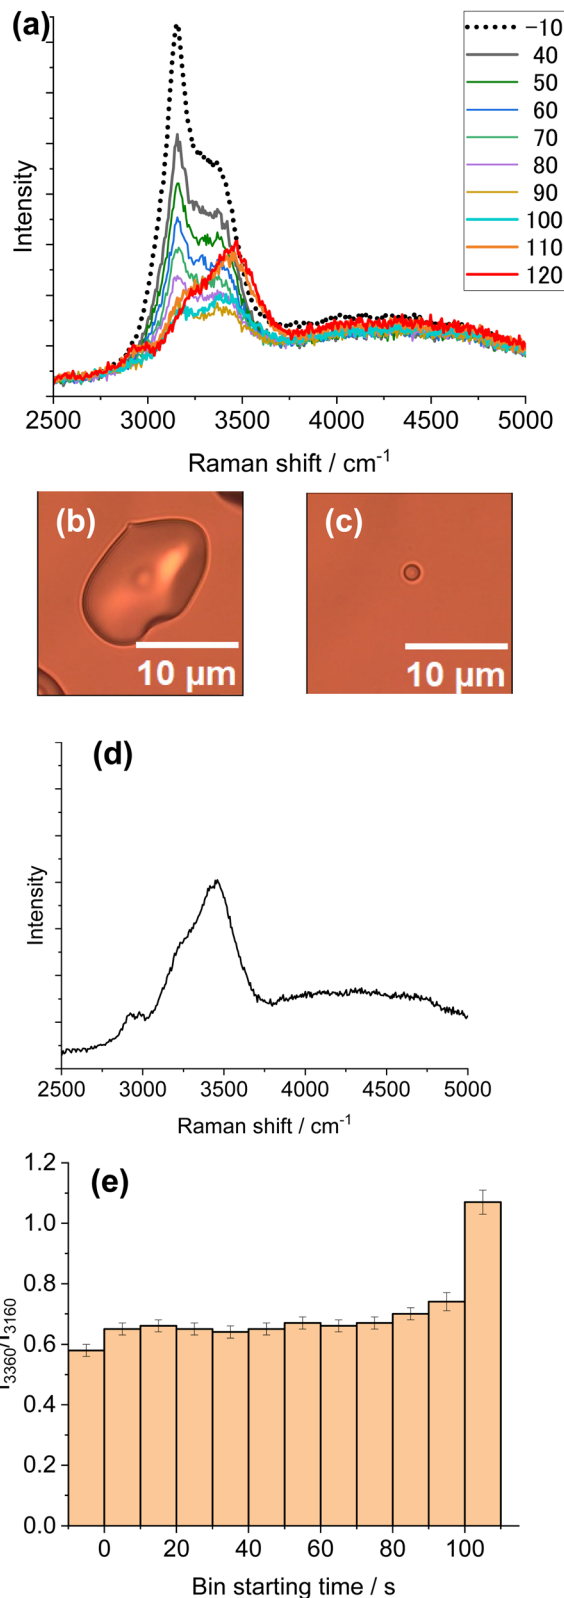 (a)
−10
40
50
60
70
80
90
100
110
120
Intensity
2500 3000 3500 4000 4500 5000
Raman shift / cm-1
(b) (c)
10 µm 10 µm
(d)
Intensity
2500 3000 3500 4000 4500 5000
Raman shift / cm-1
(e)
1.2
1.0
0.8
0.6
0.4
0.2
0.0
I3360/I3160
0 20 40 60 80 100
Bin starting time / s